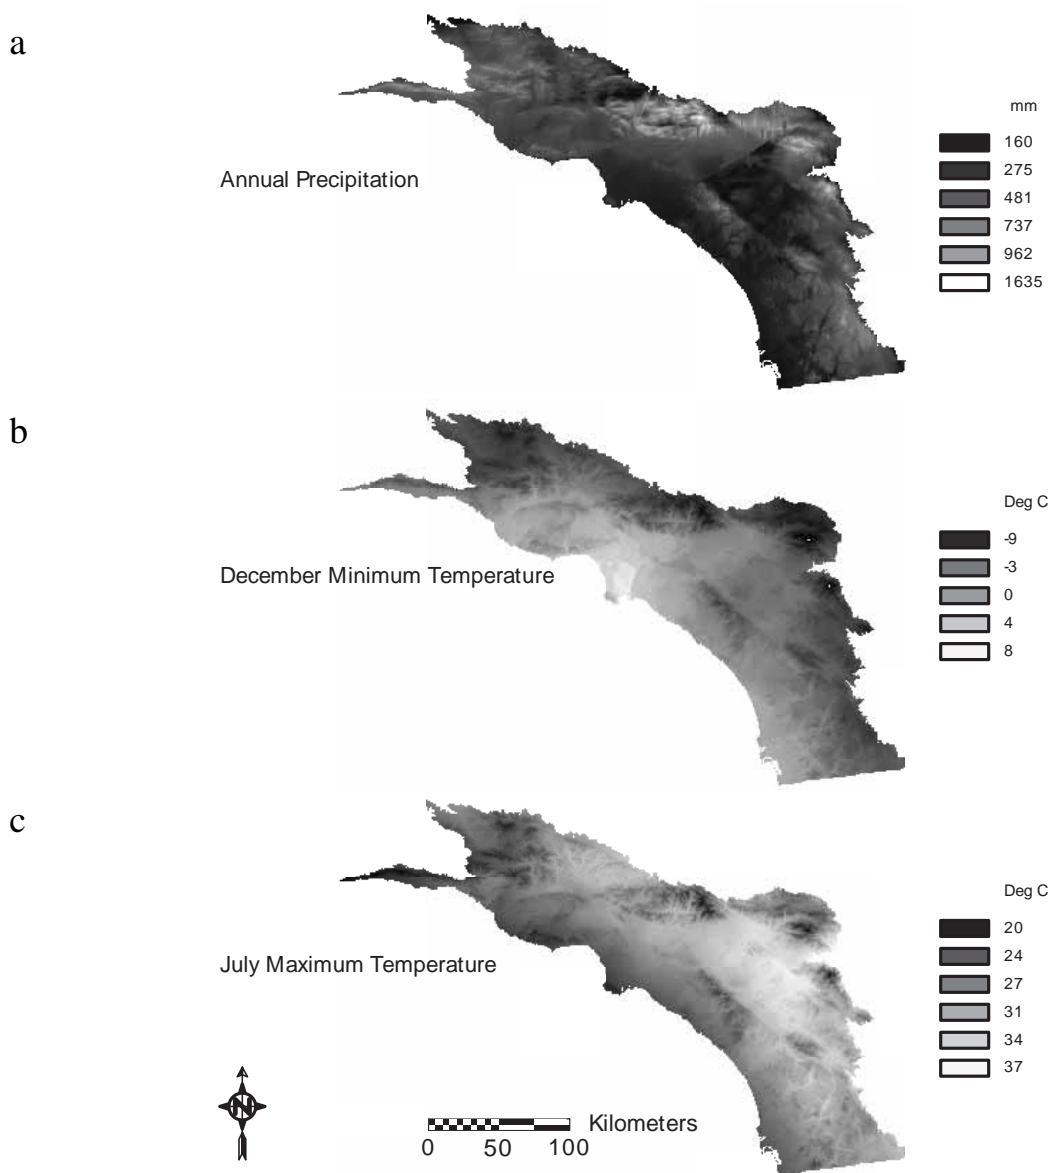 a
Annual Precipitation
mm
160
275
481
737
962
1635
b
December Minimum Temperature
Deg C
-9
-3
0
4
8
c
July Maximum Temperature
Deg C
20
24
27
31
34
37
N
Kilometers
0 50 100